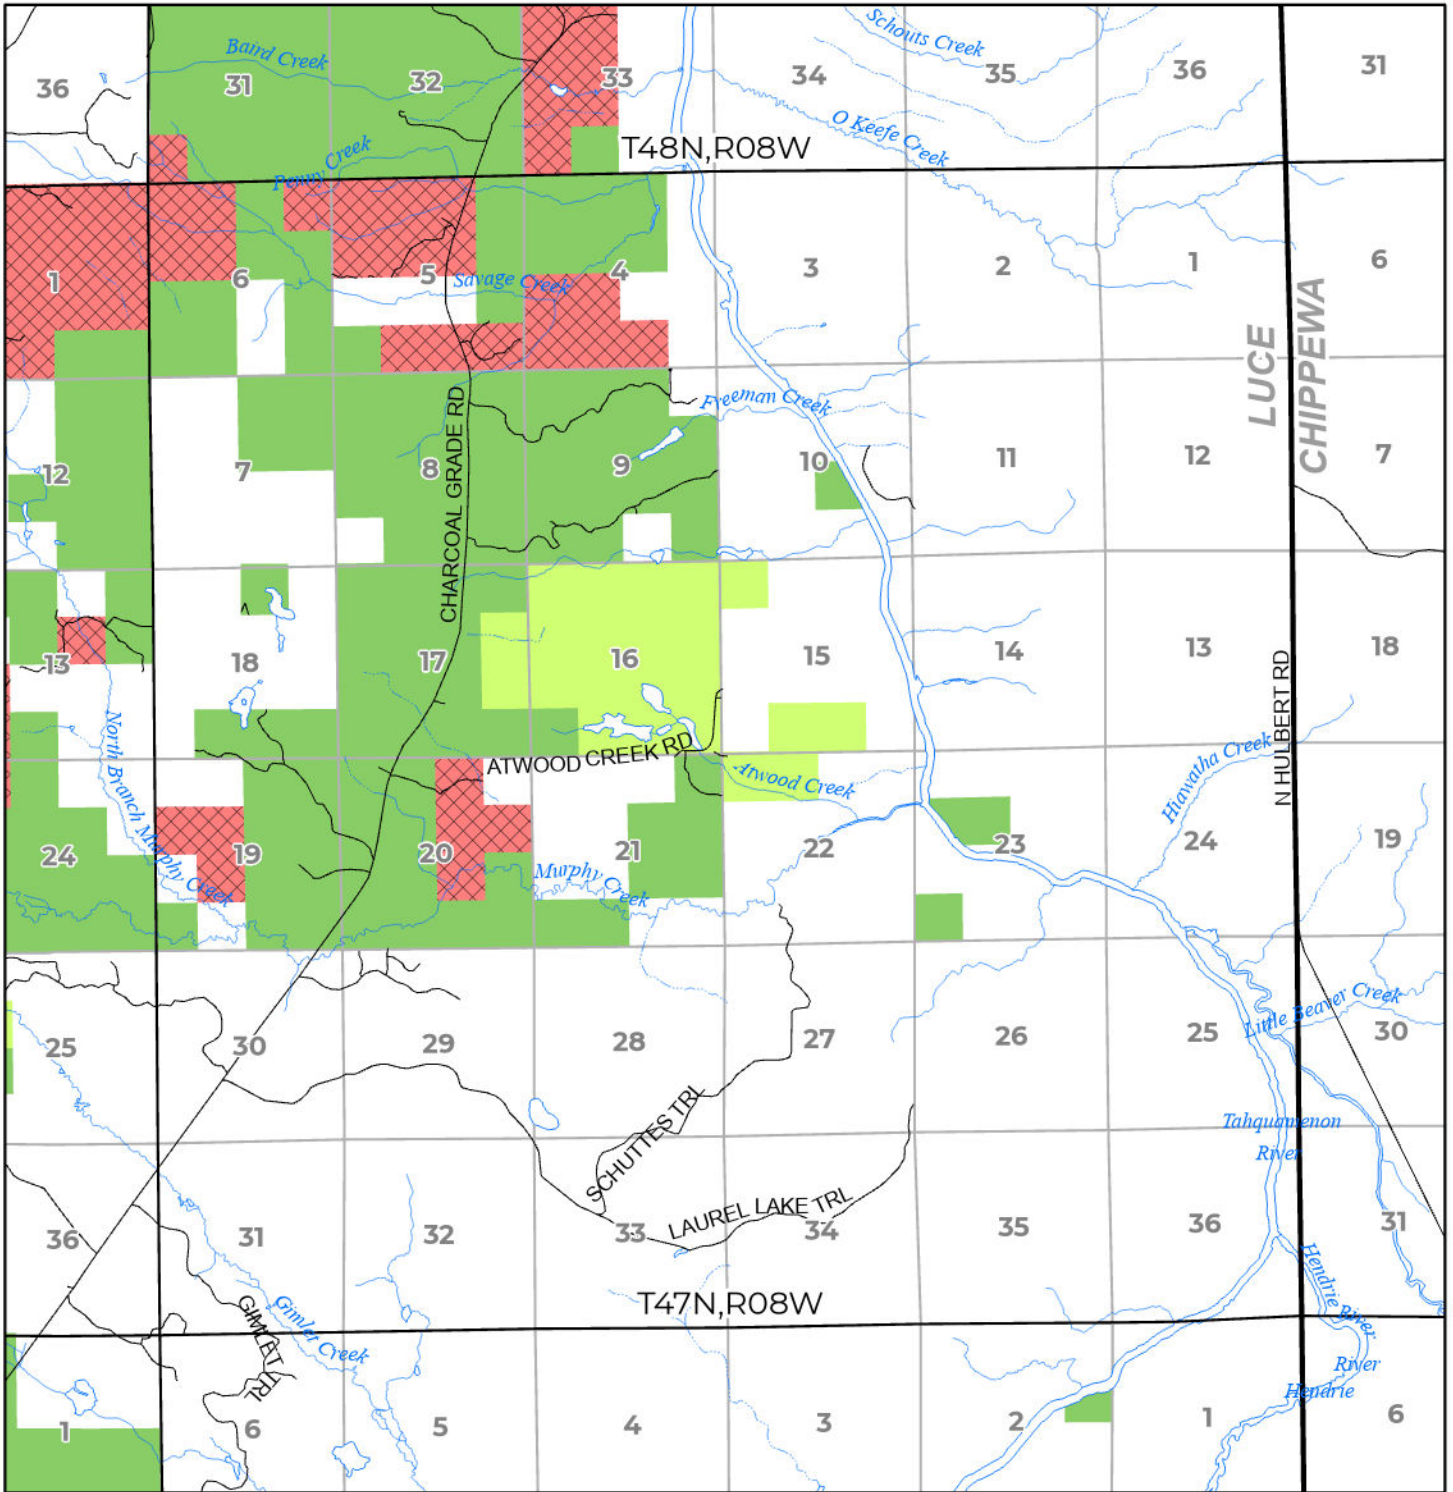 Schouts Creek
Baird Creek
36
31
32
33
34
35
36
31
O Keefe Creek
T48N,R08W
Penny Creek
1
6
5
4
3
2
1
6
Savage Creek
LUCE
CHIPPEWA
CHARCOAL GRADE RD
Freeman Creek
12
7
8
9
10
11
12
7
13
18
17
16
15
14
13
18
N HULBERT RD
North Branch Murphy Creek
ATWOOD CREEK RD
Atwood Creek
Hiawatha Creek
24
19
20
21
22
23
24
19
Murphy Creek
Little Beaver Creek
25
30
29
28
27
26
25
30
SCHUTTES TRL
Tahquamenon
River
LAUREL LAKE TRL
36
31
32
33
34
35
36
31
Hendrie River
T47N,R08W
GIMLET TRL
Gimlet Creek
River
Hendrie
1
6
5
4
3
2
1
6